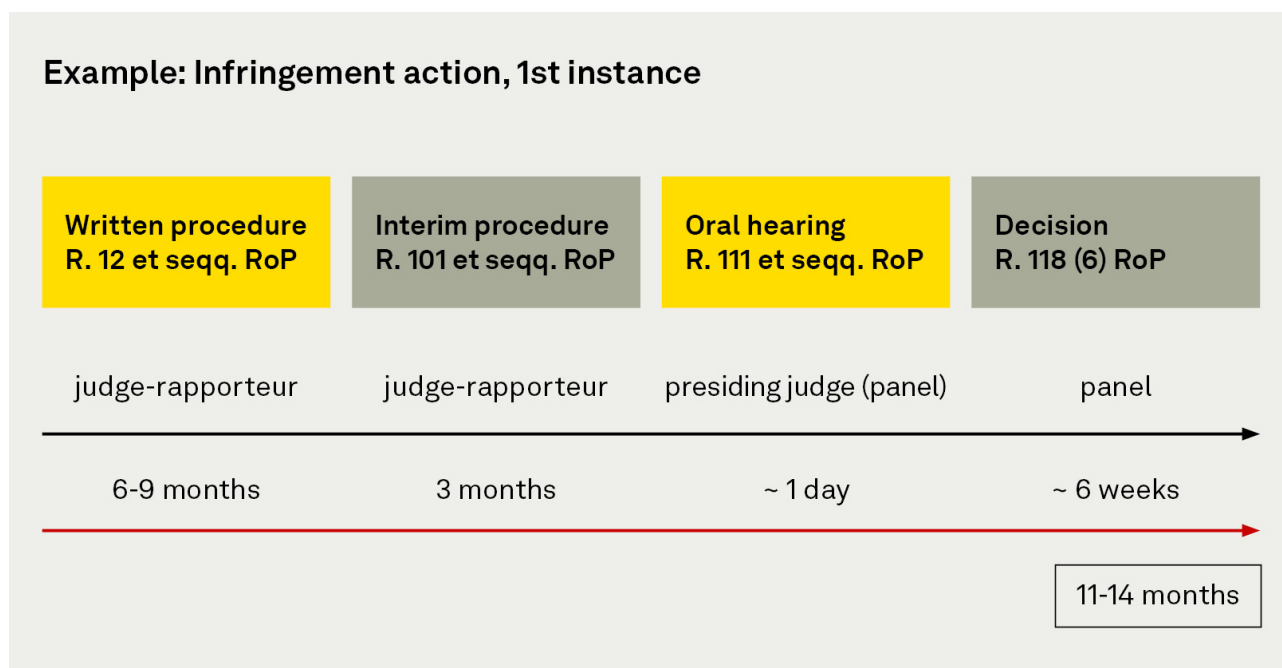 Example: Infringement action, 1st instance
Written procedure
R. 12 et seqq. RoP
Interim procedure
R. 101 et seqq. RoP
Oral hearing
R. 111 et seqq. RoP
Decision
R. 118 (6) RoP
judge-rapporteur
judge-rapporteur
presiding judge (panel)
panel
6-9 months
3 months
~ 1 day
~ 6 weeks
11-14 months